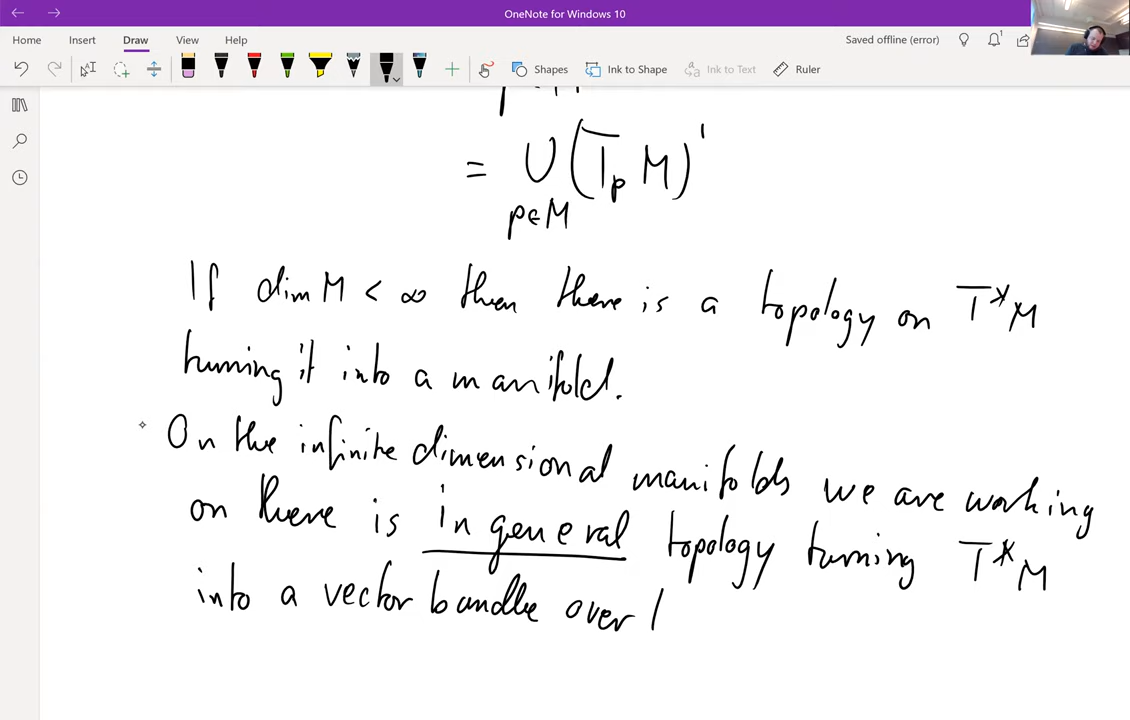 OneNote for Windows 10
Home Insert Draw View Help
Saved offline (error)
Shapes Ink to Shape Ink to Text Ruler
= ∪ (T_p M)'
p∈M
If dim M < ∞ then there is a topology on T*M
turning it into a manifold.
On the infinite dimensional manifolds we are working
on there is in general topology turning T*M
into a vector bundle over